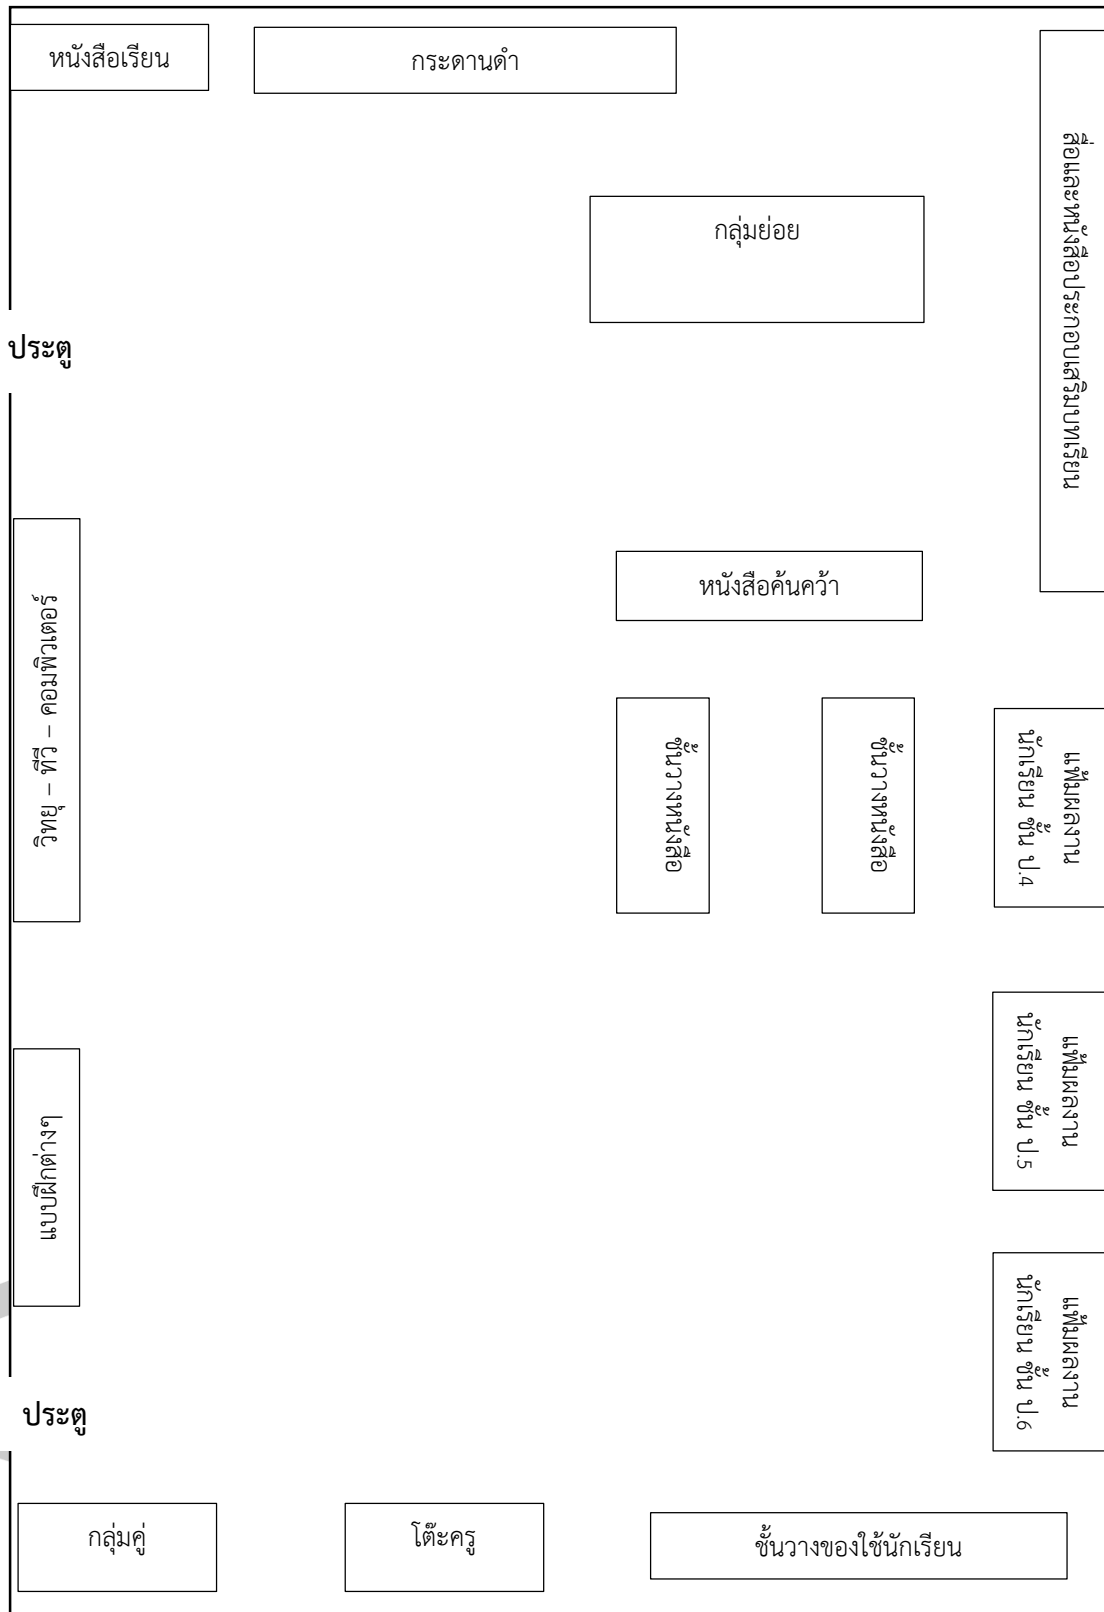 หนังสือเรียน
กระดานดำ
สื่อและหนังสือประกอบเสริมบทเรียน
กลุ่มย่อย
ประตู
หนังสือค้นคว้า
วิทยุ – ทีวี – คอมพิวเตอร์
ชั้นวางหนังสือ
ชั้นวางหนังสือ
แฟ้มผลงาน
นักเรียน ชั้น ป.4
แฟ้มผลงาน
นักเรียน ชั้น ป.5
แบบฝึกต่างๆ
แฟ้มผลงาน
นักเรียน ชั้น ป.6
ประตู
กลุ่มคู่
โต๊ะครู
ชั้นวางของใช้นักเรียน